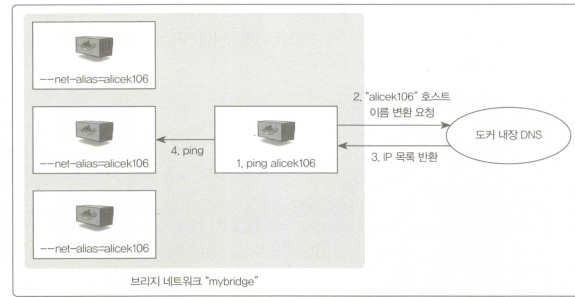 --net-alias=alicek106
--net-alias=alicek106
--net-alias=alicek106
4. ping
1. ping alicek106
2. "alicek106" 호스트
이름 변환 요청
3. IP 목록 반환
도커 내장 DNS
브리지 네트워크 "mybridge"